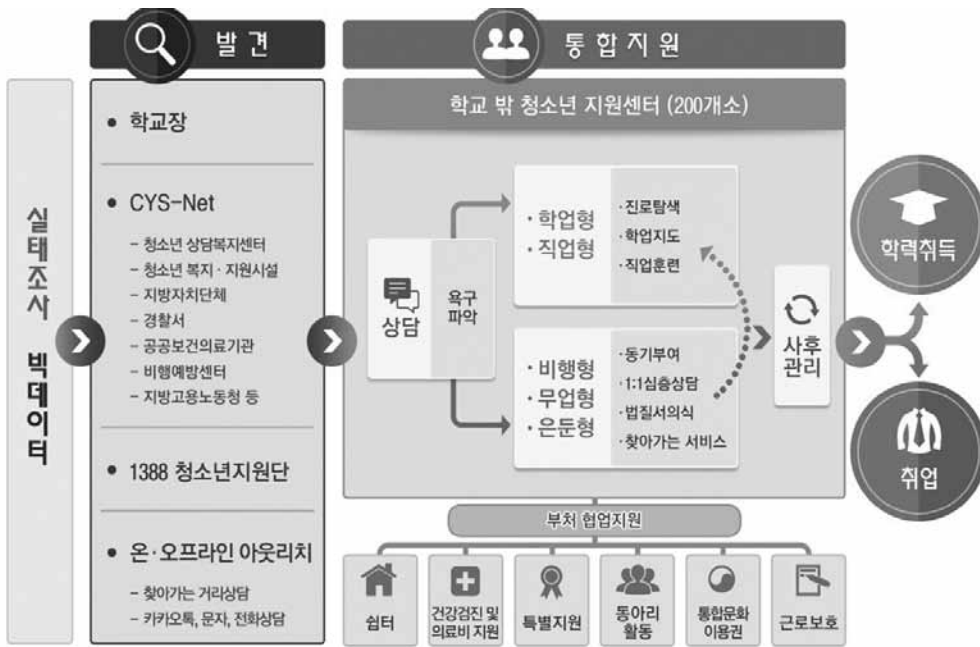 발견
통합지원
실태조사 빅데이터
• 학교장
• CYS-Net
- 청소년 상담복지센터
- 청소년 복지·지원시설
- 지방자치단체
- 경찰서
- 공공보건의료기관
- 비행예방센터
- 지방고용노동청 등
• 1388 청소년지원단
• 온·오프라인 아웃리치
- 찾아가는 거리상담
- 카카오톡, 문자, 전화상담
학교 밖 청소년 지원센터 (200개소)
상담
욕구
파악
·학업형
·직업형
·진로탐색
·학업지도
·직업훈련
·비행형
·무업형
·은둔형
·동기부여
·1:1심층상담
·법질서의식
·찾아가는 서비스
사후
관리
학력취득
취업
부처 협업지원
쉼터
건강검진 및
의료비 지원
특별지원
동아리
활동
통합문화
이용권
근로보호